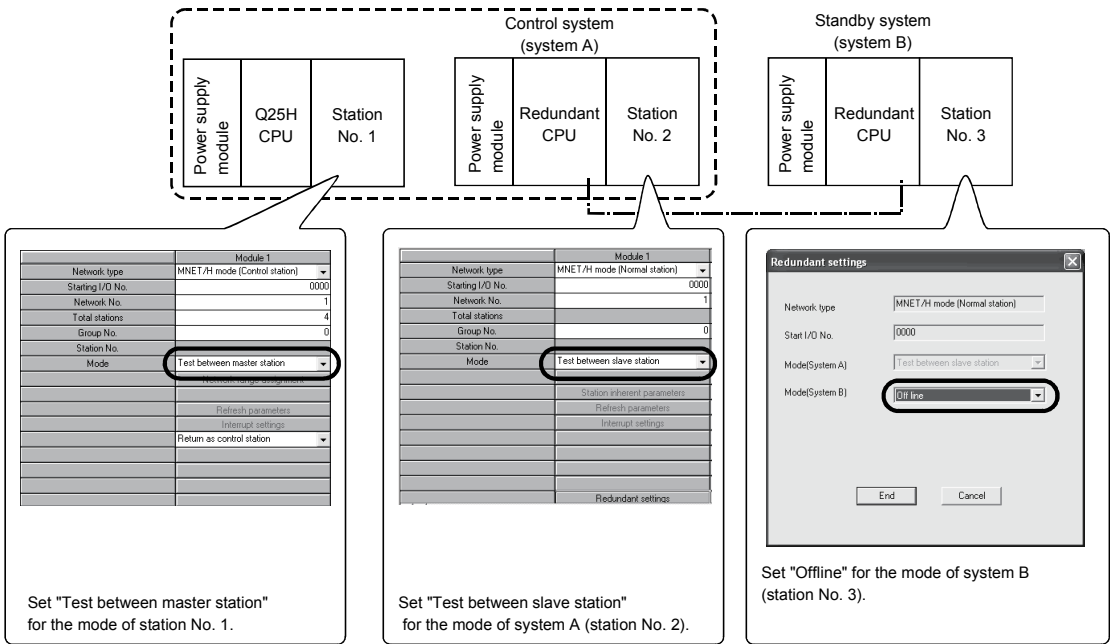 Control system
(system A)
Standby system
(system B)
Power supply
module
Q25H
CPU
Station
No. 1
Power supply
module
Redundant
CPU
Station
No. 2
Power supply
module
Redundant
CPU
Station
No. 3
Module 1
Network type MNET/H mode (Control station)
Starting I/O No. 0000
Network No. 1
Total stations 4
Group No. 0
Station No.
Mode Test between master station
Network range assignment
Refresh parameters
Interrupt settings
Return as control station
Set "Test between master station"
for the mode of station No. 1.
Module 1
Network type MNET/H mode (Normal station)
Starting I/O No. 0000
Network No. 1
Total stations
Group No. 0
Station No.
Mode Test between slave station
Station inherent parameters
Refresh parameters
Interrupt settings
Redundant settings
Set "Test between slave station"
for the mode of system A (station No. 2).
Redundant settings
Network type MNET/H mode (Normal station)
Start I/O No. 0000
Mode(System A) Test between slave station
Mode(System B) Off line
End Cancel
Set "Offline" for the mode of system B
(station No. 3).